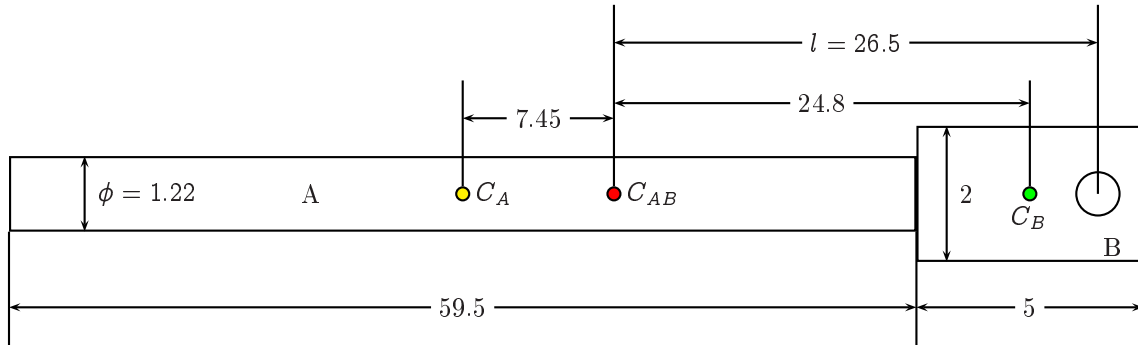 l = 26.5
24.8
7.45
ϕ = 1.22
A
C_A
C_AB
2
C_B
B
59.5
5